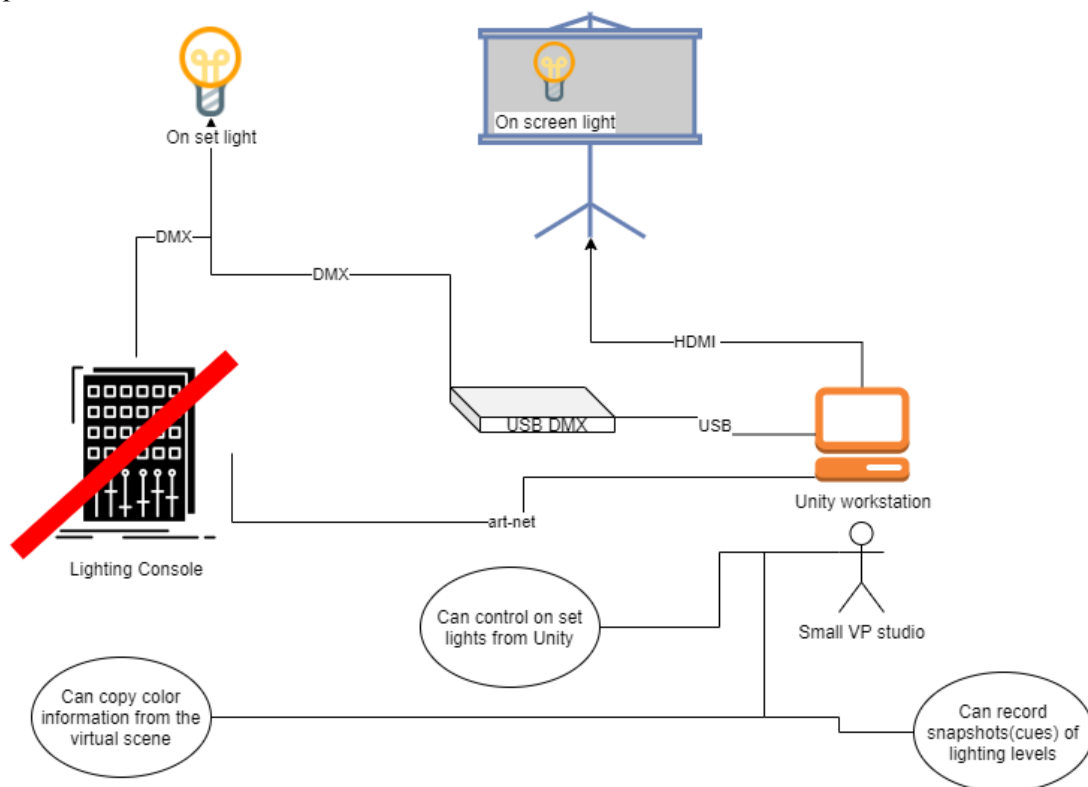 On set light
On screen light
DMX
DMX
HDMI
USB DMX
USB
Unity workstation
art-net
Lighting Console
Can control on set
lights from Unity
Small VP studio
Can copy color
information from the
virtual scene
Can record
snapshots(cues) of
lighting levels